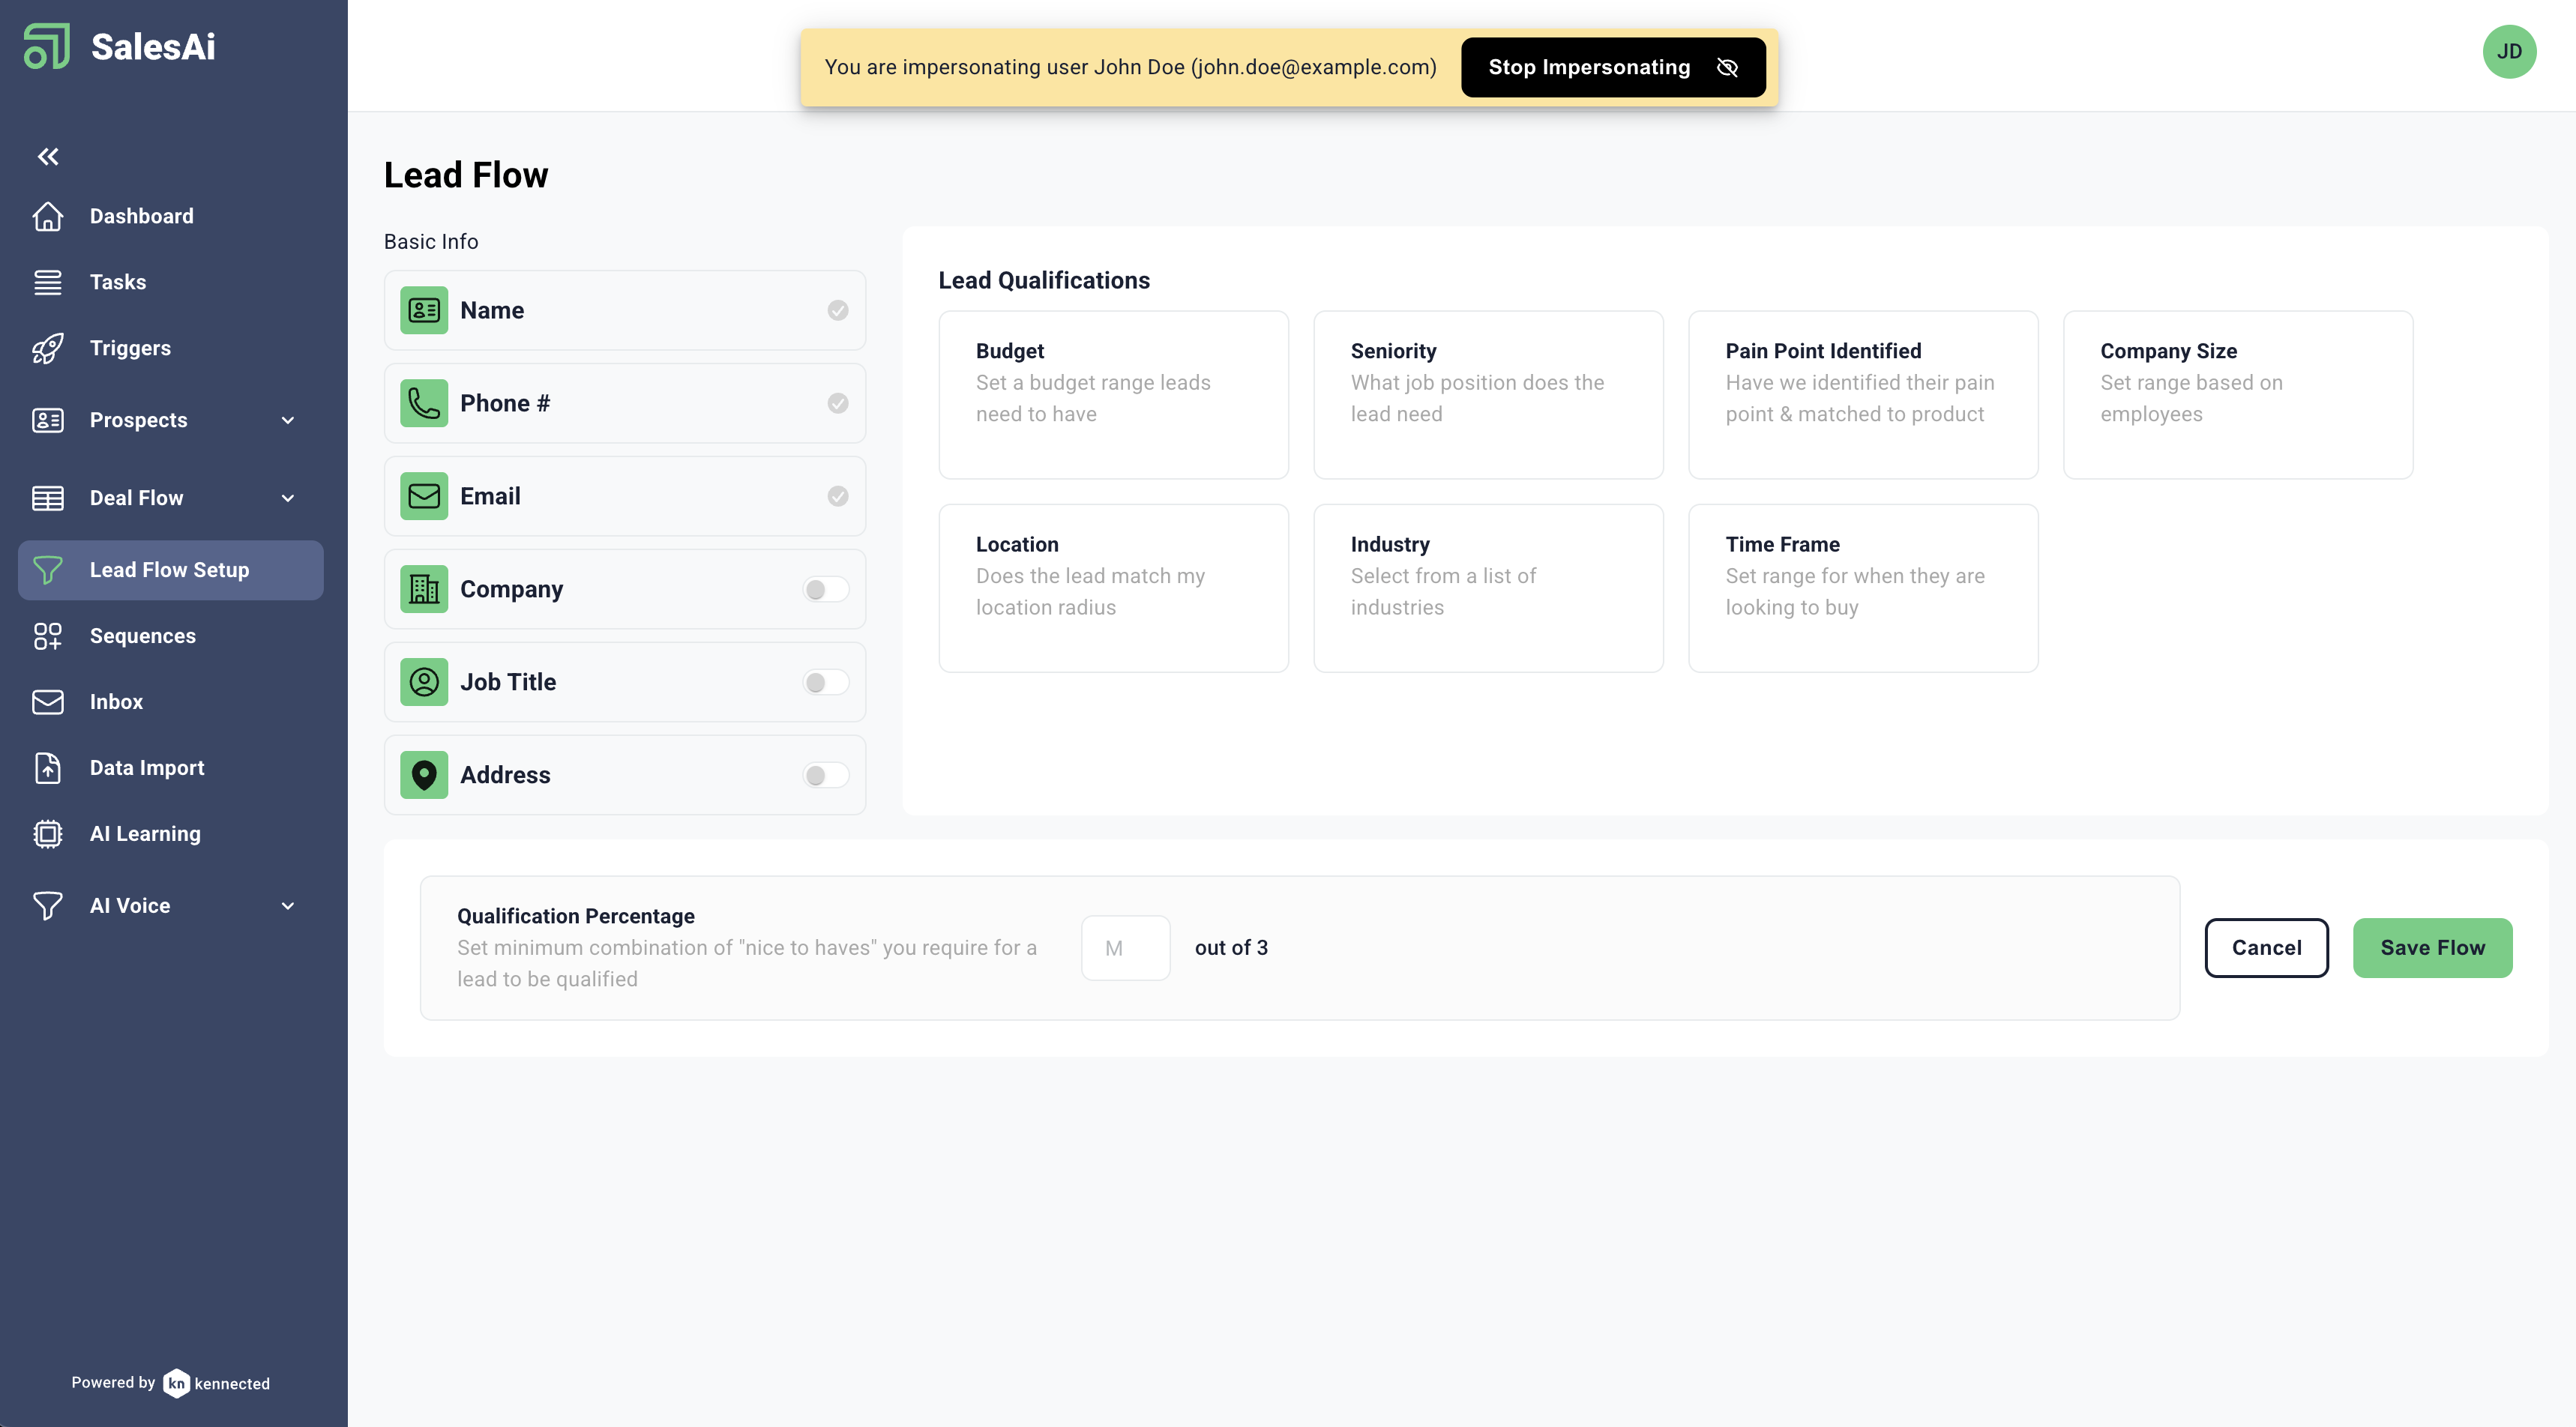 SalesAi
You are impersonating user John Doe (john.doe@example.com)
Stop Impersonating
JD
Dashboard
Tasks
Triggers
Prospects
Deal Flow
Lead Flow Setup
Sequences
Inbox
Data Import
AI Learning
AI Voice
Powered by kn kennected
Lead Flow
Basic Info
Name
Phone #
Email
Company
Job Title
Address
Lead Qualifications
Budget
Set a budget range leads
need to have
Seniority
What job position does the
lead need
Pain Point Identified
Have we identified their pain
point & matched to product
Company Size
Set range based on
employees
Location
Does the lead match my
location radius
Industry
Select from a list of
industries
Time Frame
Set range for when they are
looking to buy
Qualification Percentage
Set minimum combination of "nice to haves" you require for a
lead to be qualified
M
out of 3
Cancel
Save Flow